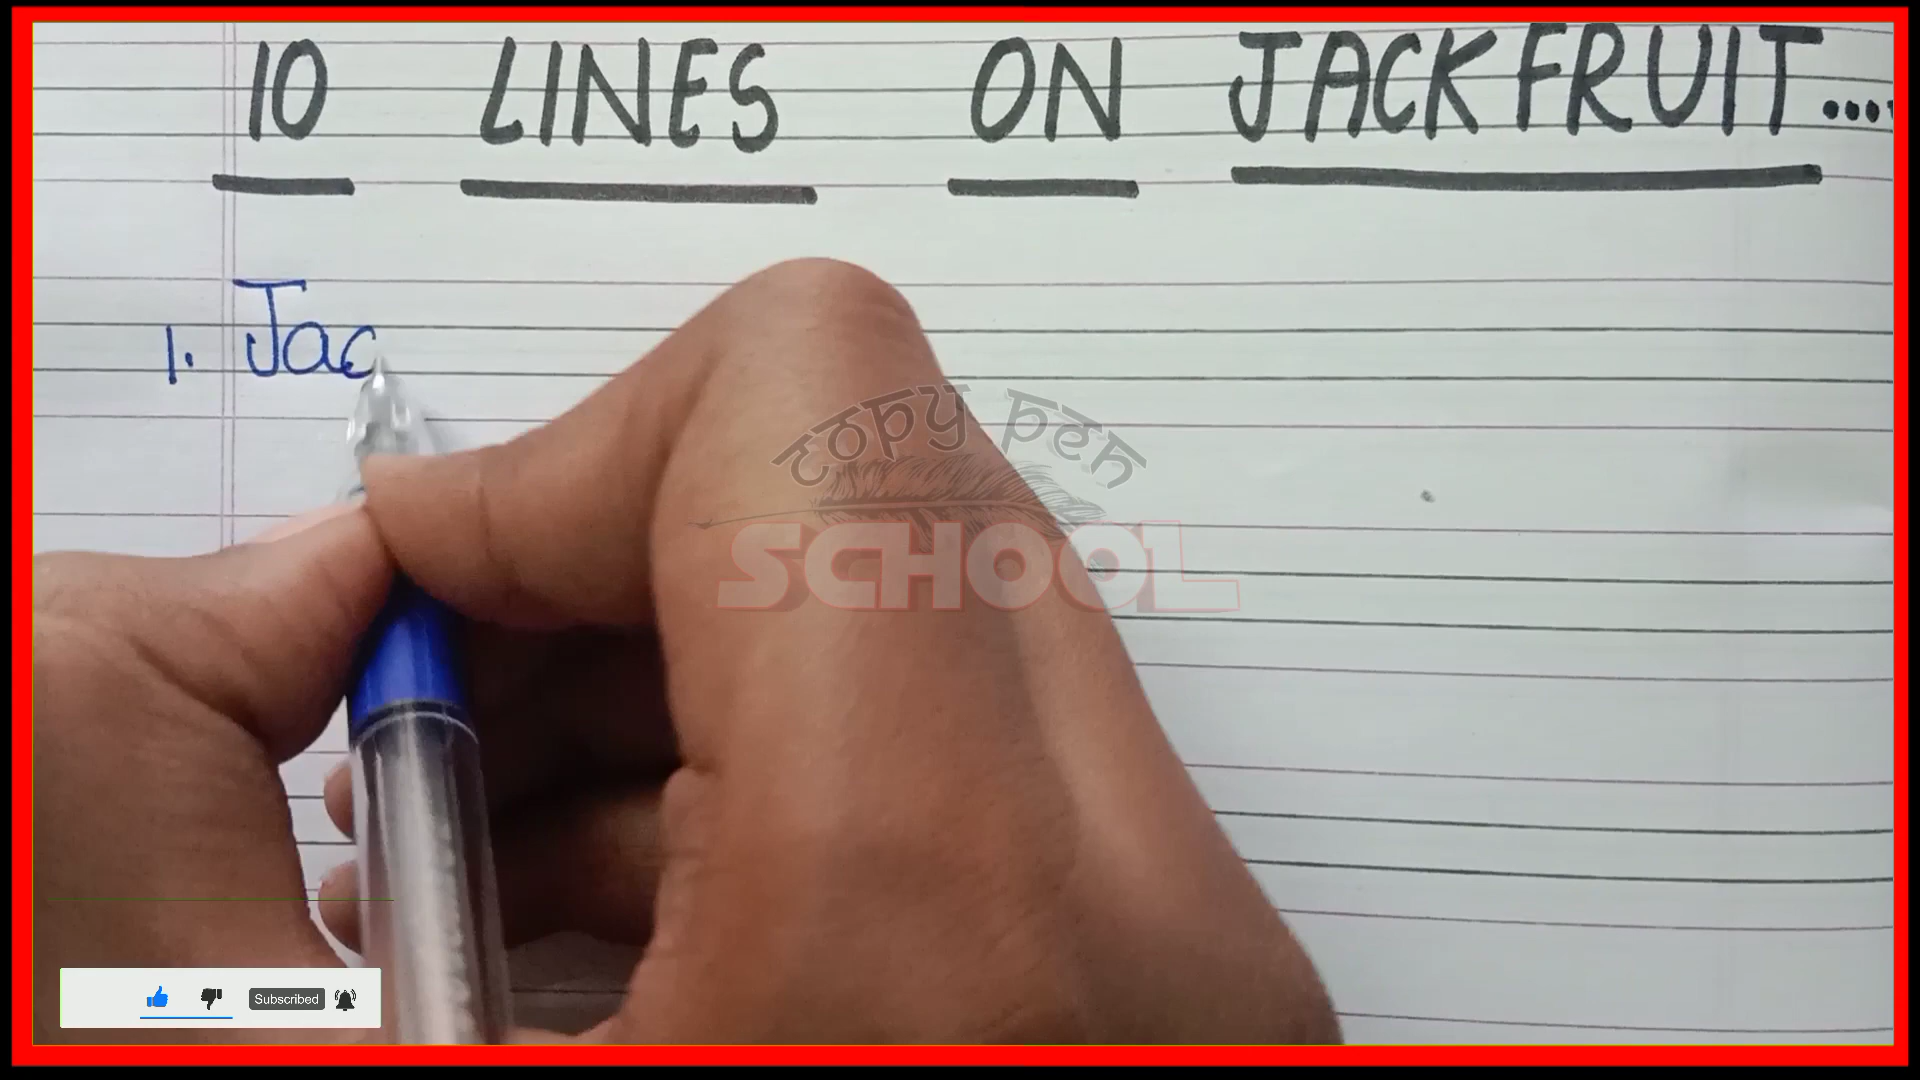 10 LINES ON JACKFRUIT....
1. Jac
copy pen
SCHOOL
Subscribed